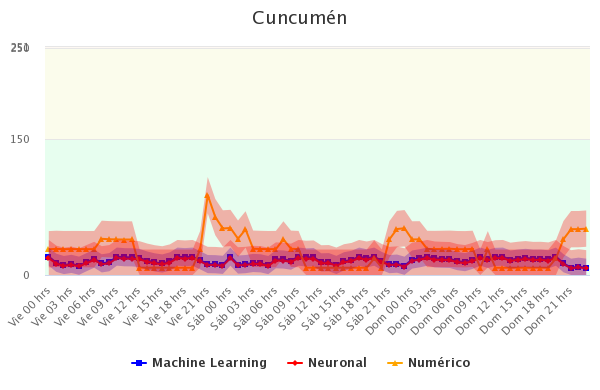 Cuncumén
250
150
0
Vie 00 hrs
Vie 03 hrs
Vie 06 hrs
Vie 09 hrs
Vie 12 hrs
Vie 15 hrs
Vie 18 hrs
Vie 21 hrs
Sáb 00 hrs
Sáb 03 hrs
Sáb 06 hrs
Sáb 09 hrs
Sáb 12 hrs
Sáb 15 hrs
Sáb 18 hrs
Sáb 21 hrs
Dom 00 hrs
Dom 03 hrs
Dom 06 hrs
Dom 09 hrs
Dom 12 hrs
Dom 15 hrs
Dom 18 hrs
Dom 21 hrs
Machine Learning Neuronal Numérico